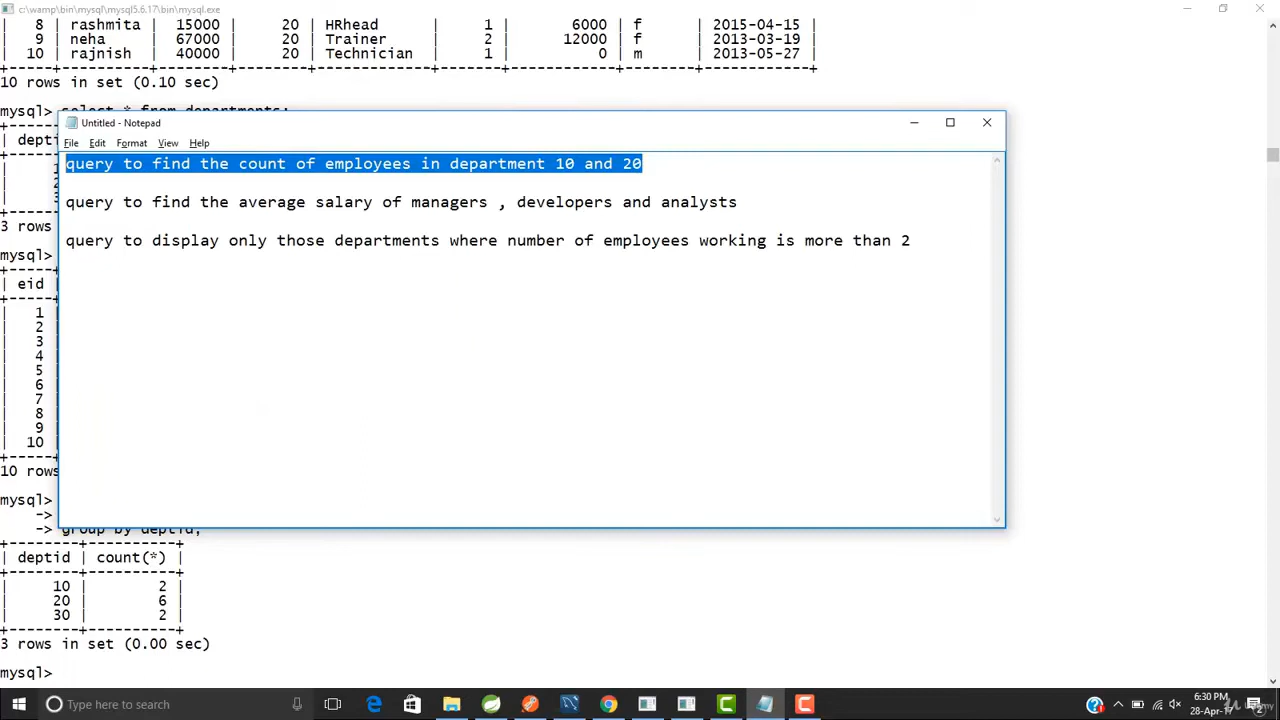 c:\wamp\bin\mysql\mysql5.6.17\bin\mysql.exe
| 8 | rashmita | 15000 | 20 | HRhead | 1 | 6000 | f | 2015-04-15 |
| 9 | neha | 67000 | 20 | Trainer | 2 | 12000 | f | 2013-03-19 |
| 10 | rajnish | 40000 | 20 | Technician | 1 | 0 | m | 2013-05-27 |
+------+----------+--------+--------+------------+-------+------------+--------+------------+
10 rows in set (0.10 sec)
mysql> select * from departments;
Untitled - Notepad
File Edit Format View Help
query to find the count of employees in department 10 and 20
query to find the average salary of managers , developers and analysts
query to display only those departments where number of employees working is more than 2
| dept
3 rows
mysql>
| eid
| 1
| 2
| 3
| 4
| 5
| 6
| 7
| 8
| 9
| 10
10 rows
mysql>
->
-> group by deptid;
+--------+----------+
| deptid | count(*) |
+--------+----------+
| 10 | 2 |
| 20 | 6 |
| 30 | 2 |
+--------+----------+
3 rows in set (0.00 sec)
mysql>
Type here to search
6:30 PM
28-Apr-17